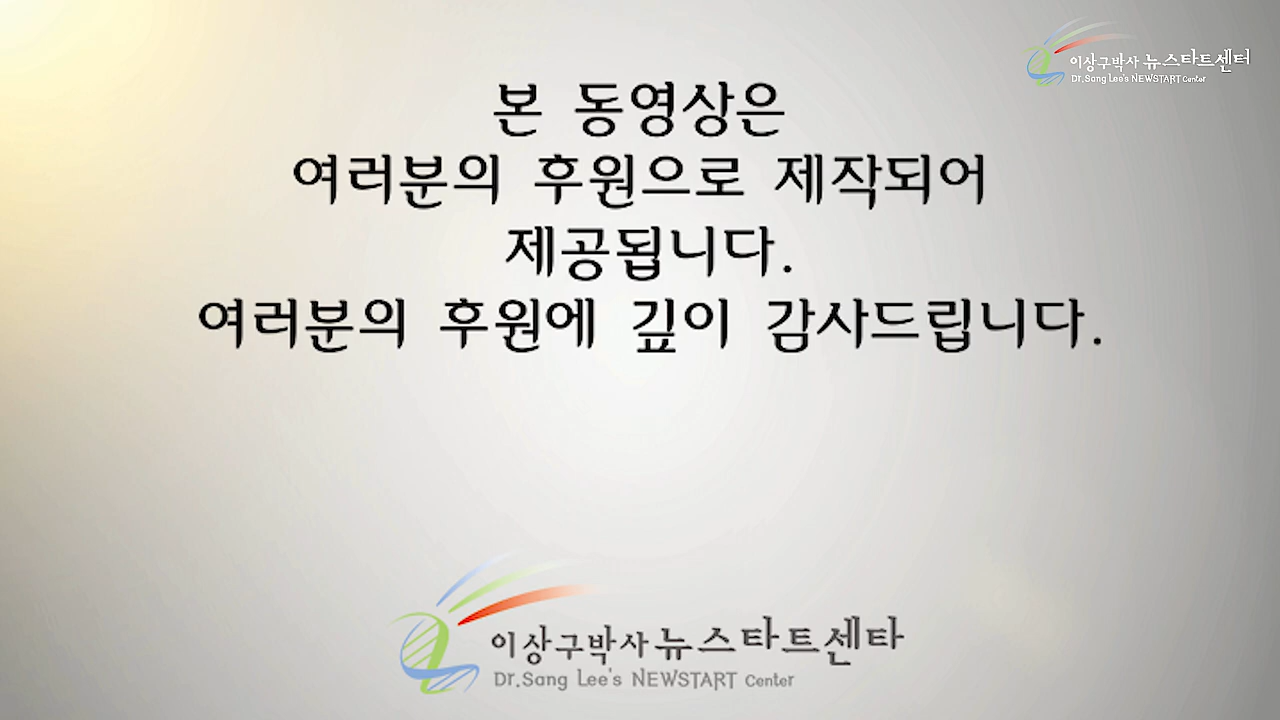 이상구박사 뉴스타트센터
Dr.Sang Lee's NEWSTART Center
본 동영상은
여러분의 후원으로 제작되어
제공됩니다.
여러분의 후원에 깊이 감사드립니다.
이상구박사 뉴스타트센타
Dr.Sang Lee's NEWSTART Center